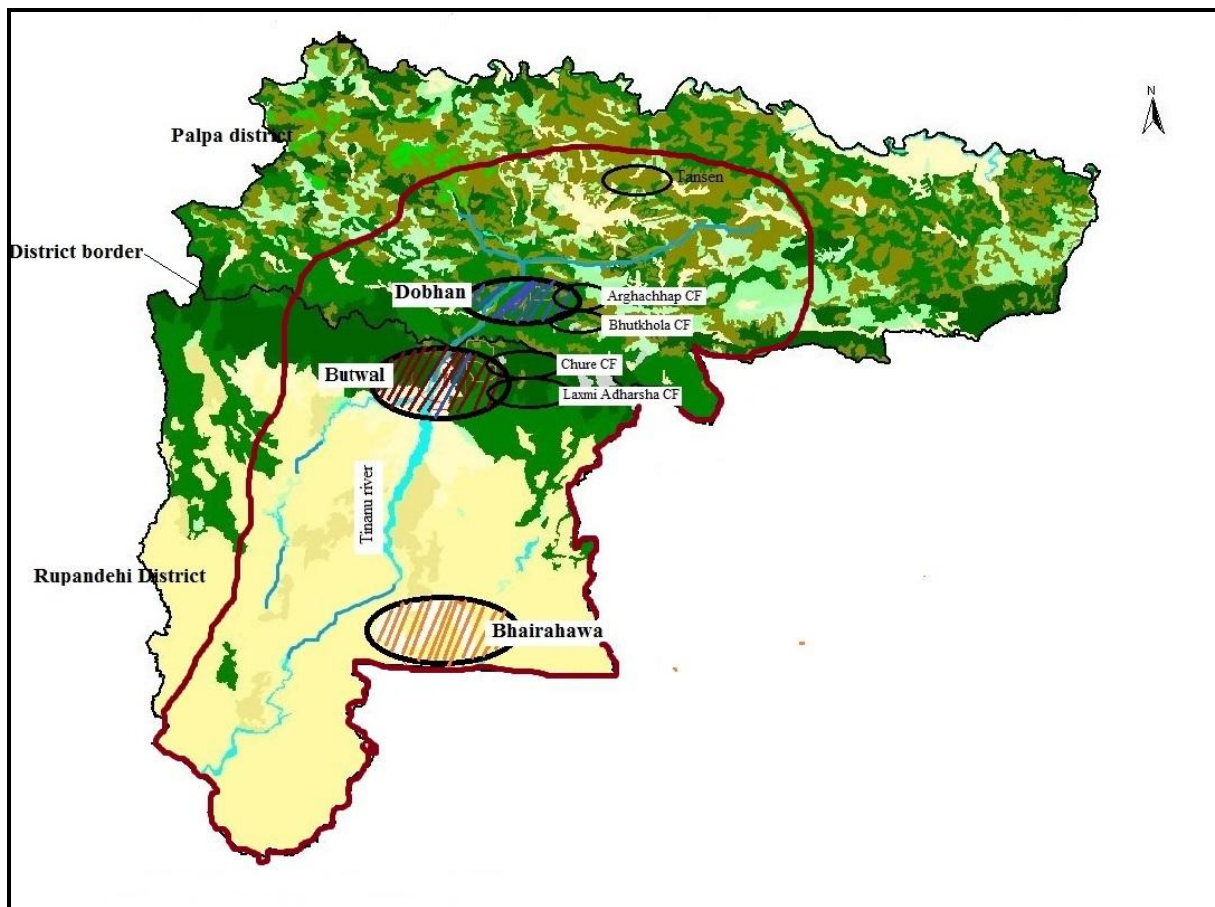 N
Palpa district
Tansen
District border
Dobhan
Arghachhap CF
Bhutkhola CF
Butwal
Chure CF
Laxmi Adharsha CF
Tinanu river
Rupandehi District
Bhairahawa